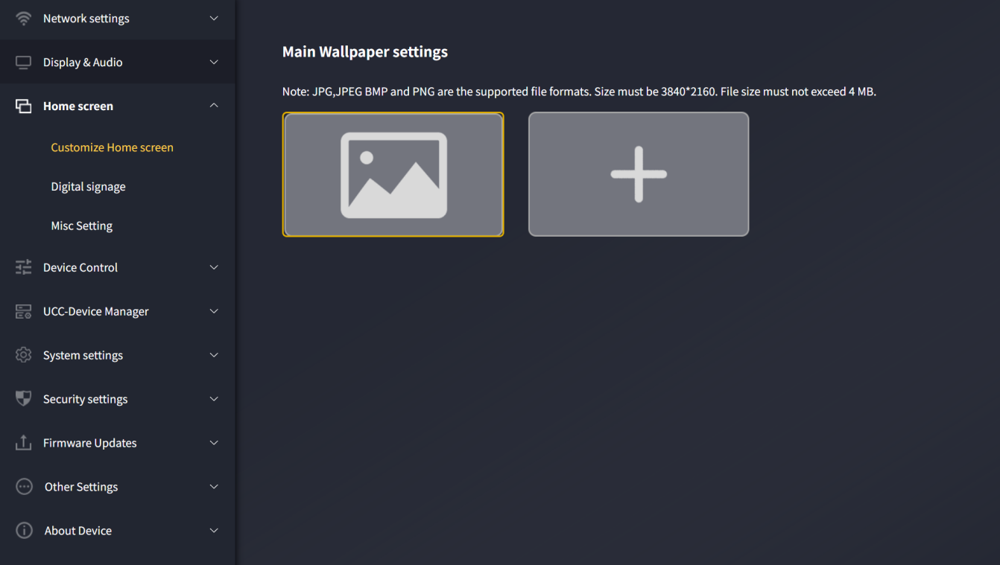 Network settings
Display & Audio
Home screen
Customize Home screen
Digital signage
Misc Setting
Device Control
UCC-Device Manager
System settings
Security settings
Firmware Updates
Other Settings
About Device
Main Wallpaper settings
Note: JPG,JPEG BMP and PNG are the supported file formats. Size must be 3840*2160. File size must not exceed 4 MB.